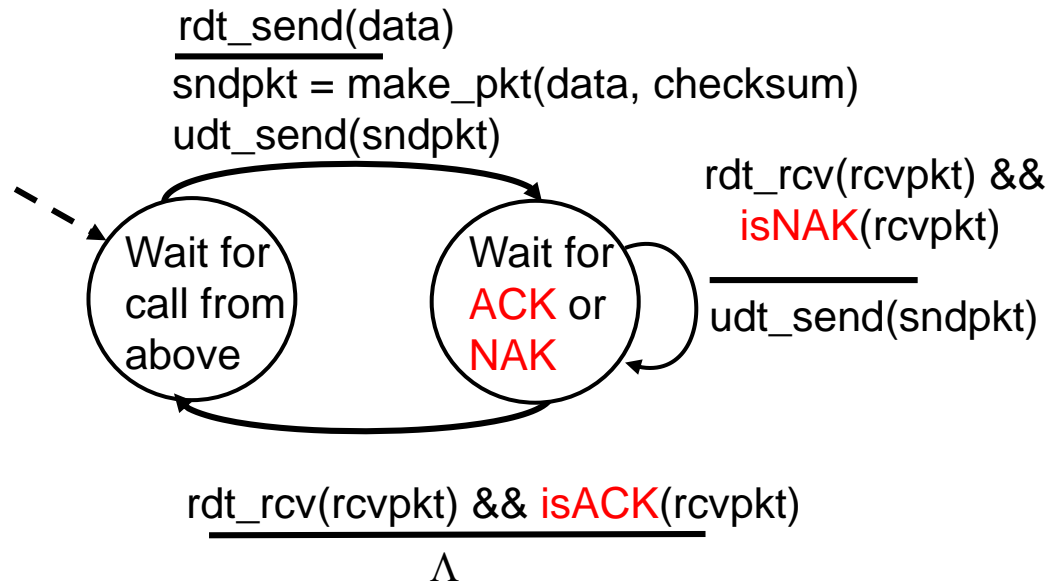 rdt_send(data)
sndpkt = make_pkt(data, checksum)
udt_send(sndpkt)
rdt_rcv(rcvpkt) &&
isNAK(rcvpkt)
udt_send(sndpkt)
Wait for
call from
above
Wait for
ACK or
NAK
rdt_rcv(rcvpkt) && isACK(rcvpkt)
Λ